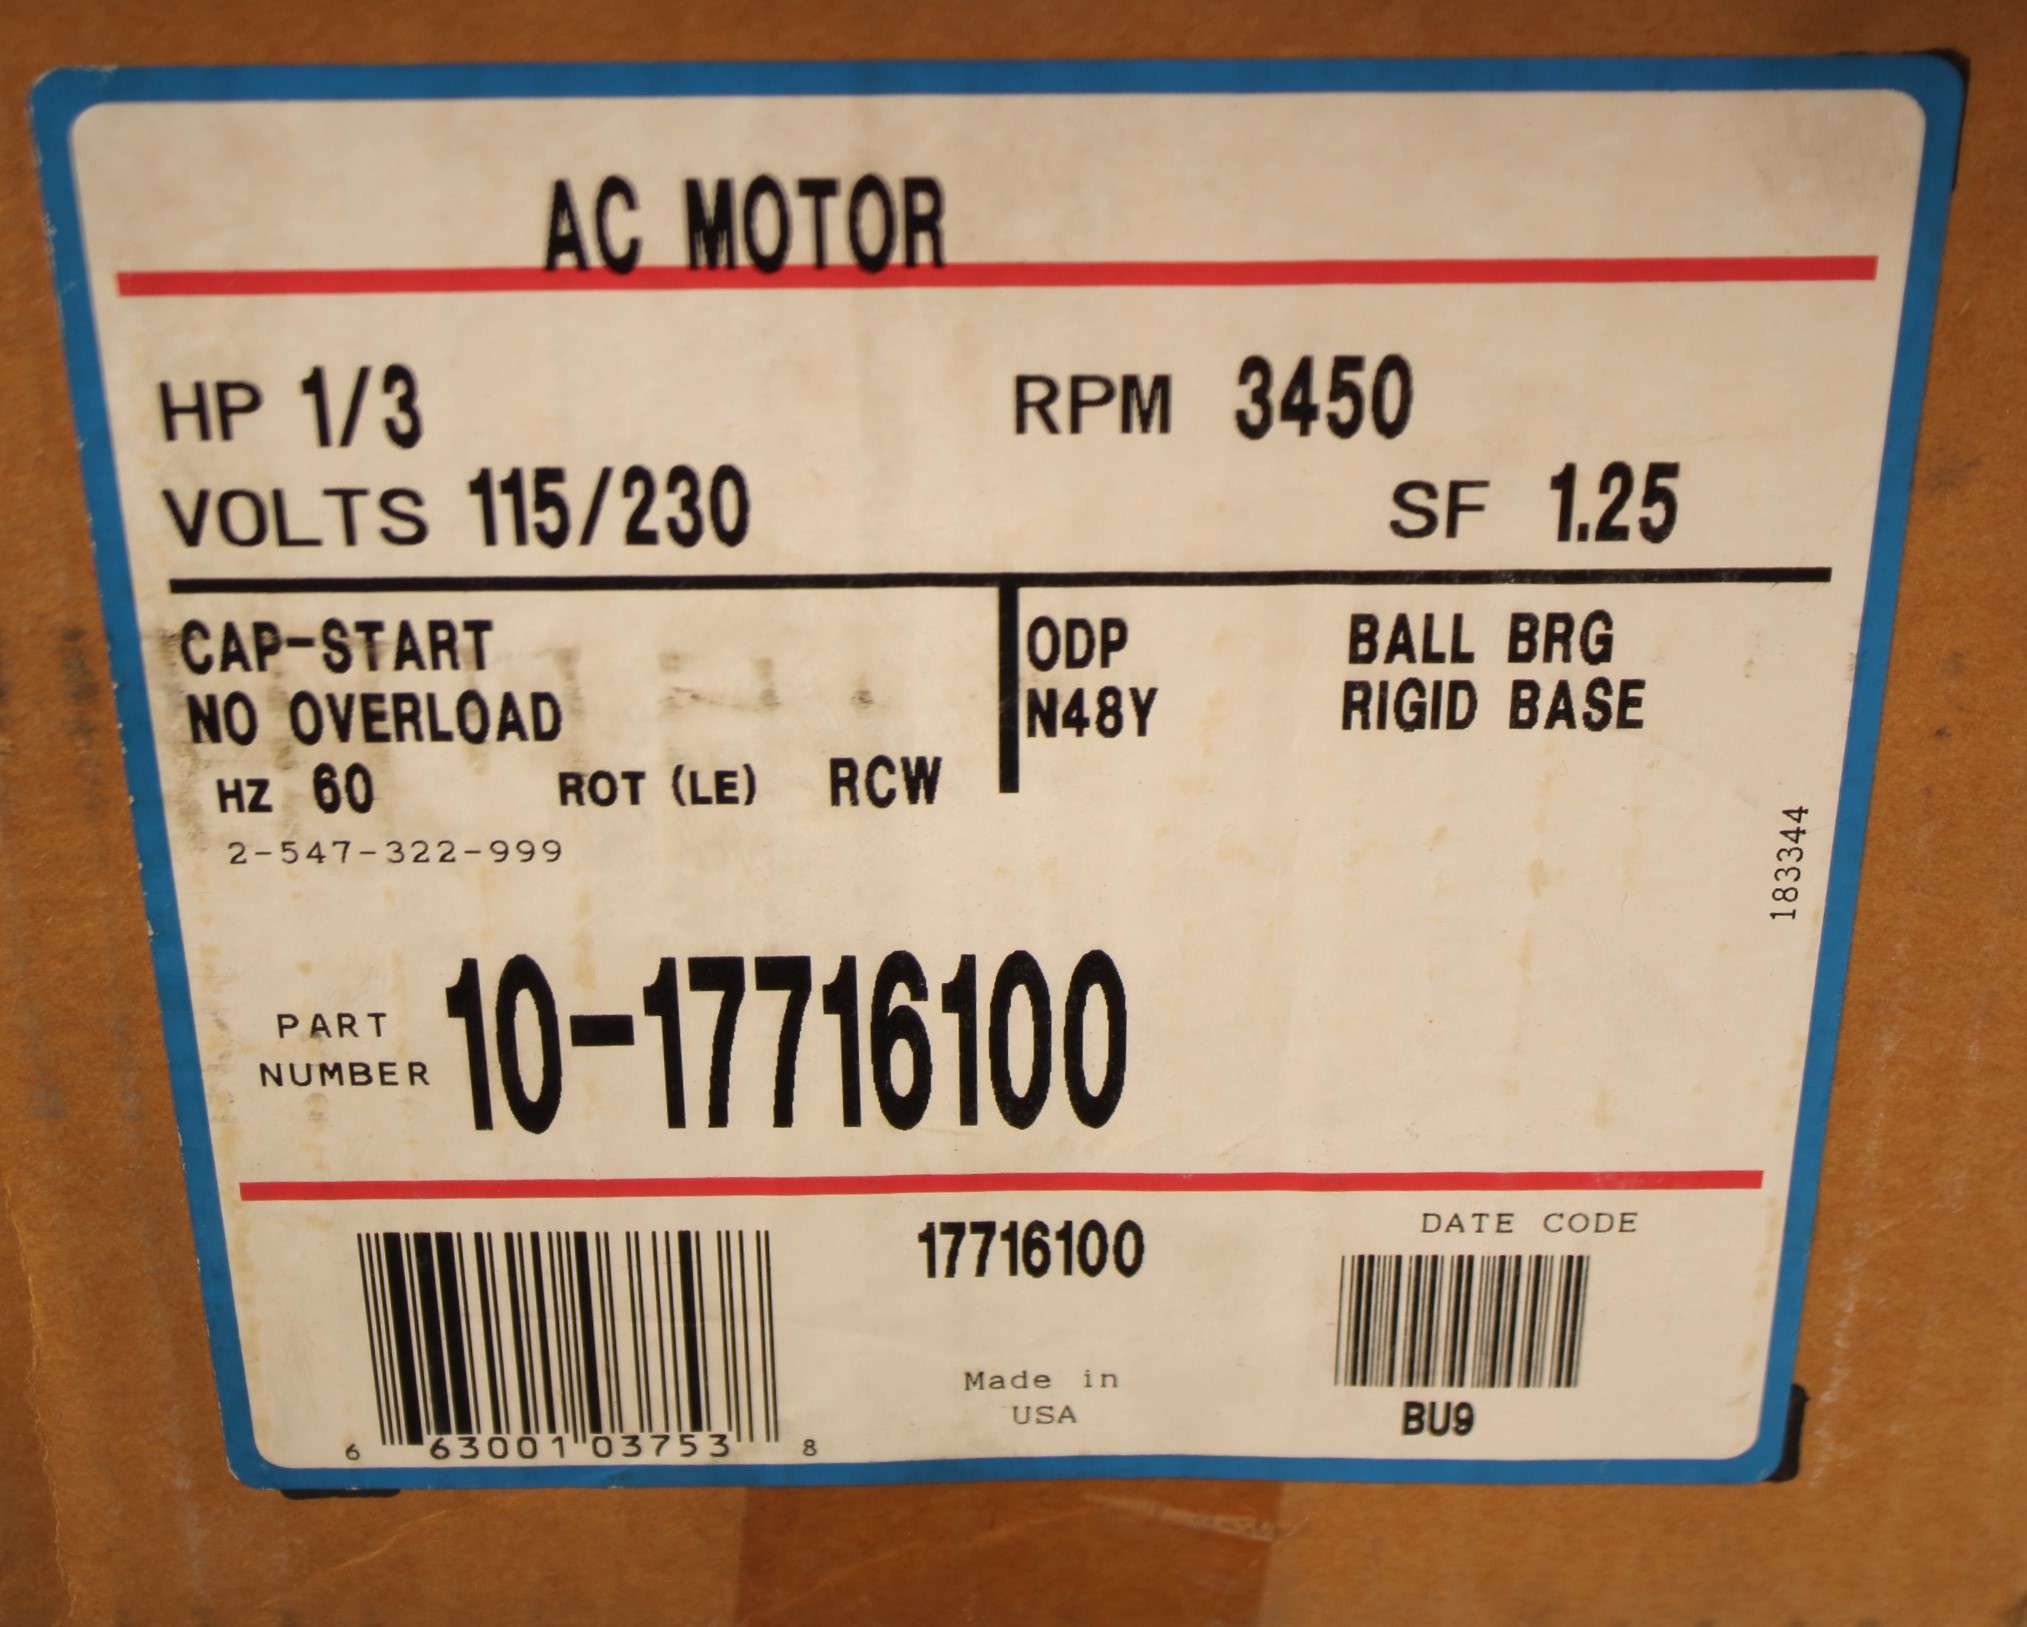 AC MOTOR
HP 1/3 RPM 3450
VOLTS 115/230 SF 1.25
CAP-START ODP BALL BRG
NO OVERLOAD N48Y RIGID BASE
HZ 60 ROT (LE) RCW
2-547-322-999
183344
PART NUMBER 10-17716100
17716100
DATE CODE
Made in
USA
BU9
6 63001 03753 8